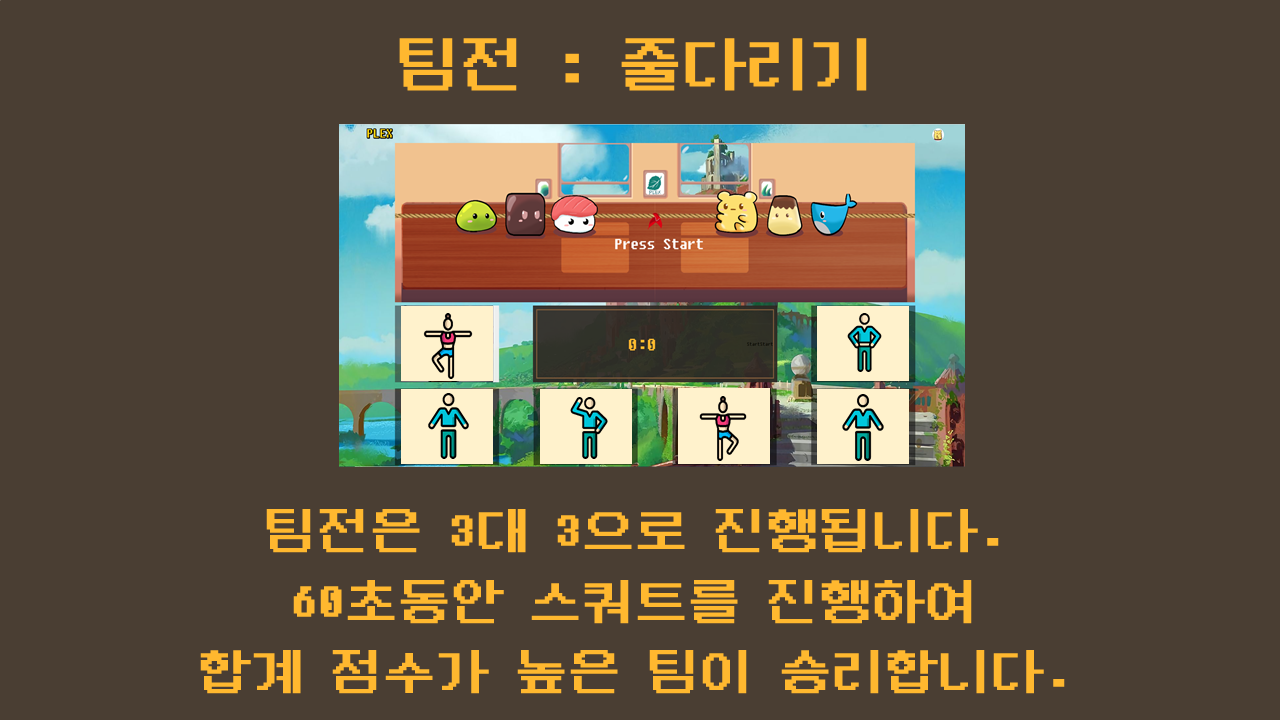 팀전 : 줄다리기
PLEX
Press Start
0:0
팀전은 3대 3으로 진행됩니다.
60초동안 스쿼트를 진행하여
합계 점수가 높은 팀이 승리합니다.